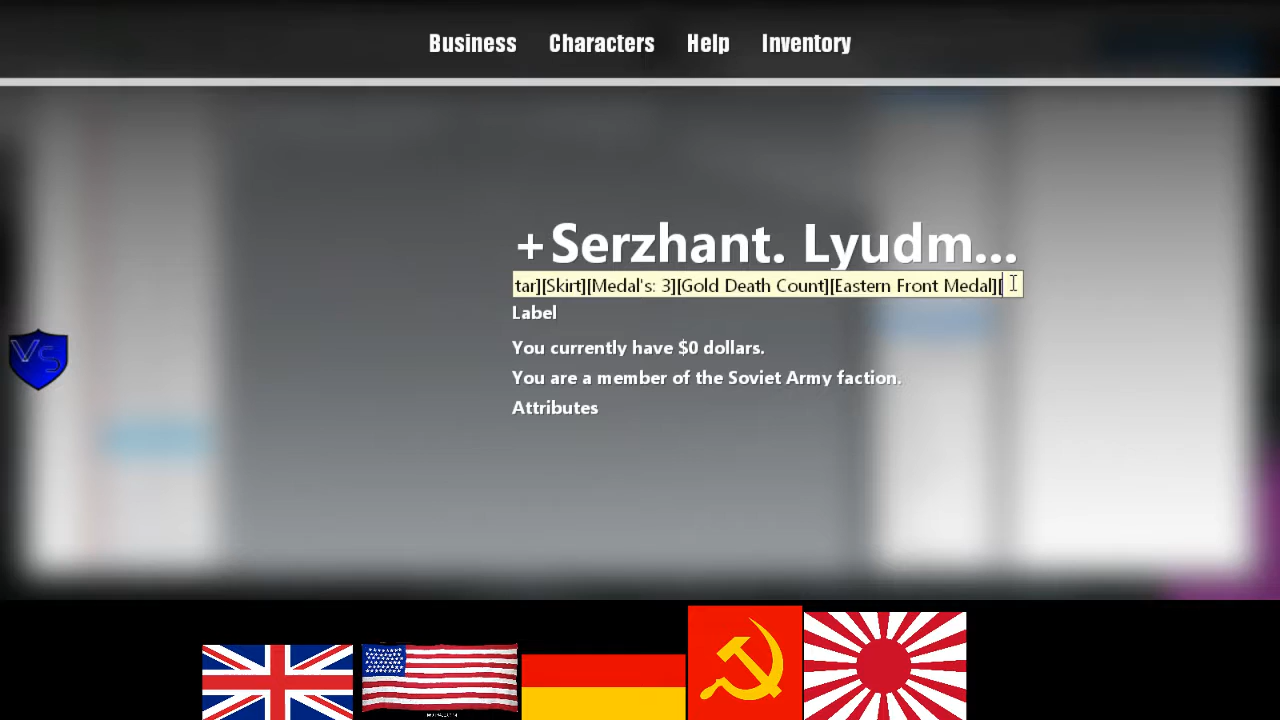 Business Characters Help Inventory
+Serzhant. Lyudm...
tar][Skirt][Medal's: 3][Gold Death Count][Eastern Front Medal][
Label
VS
You currently have $0 dollars.
You are a member of the Soviet Army faction.
Attributes